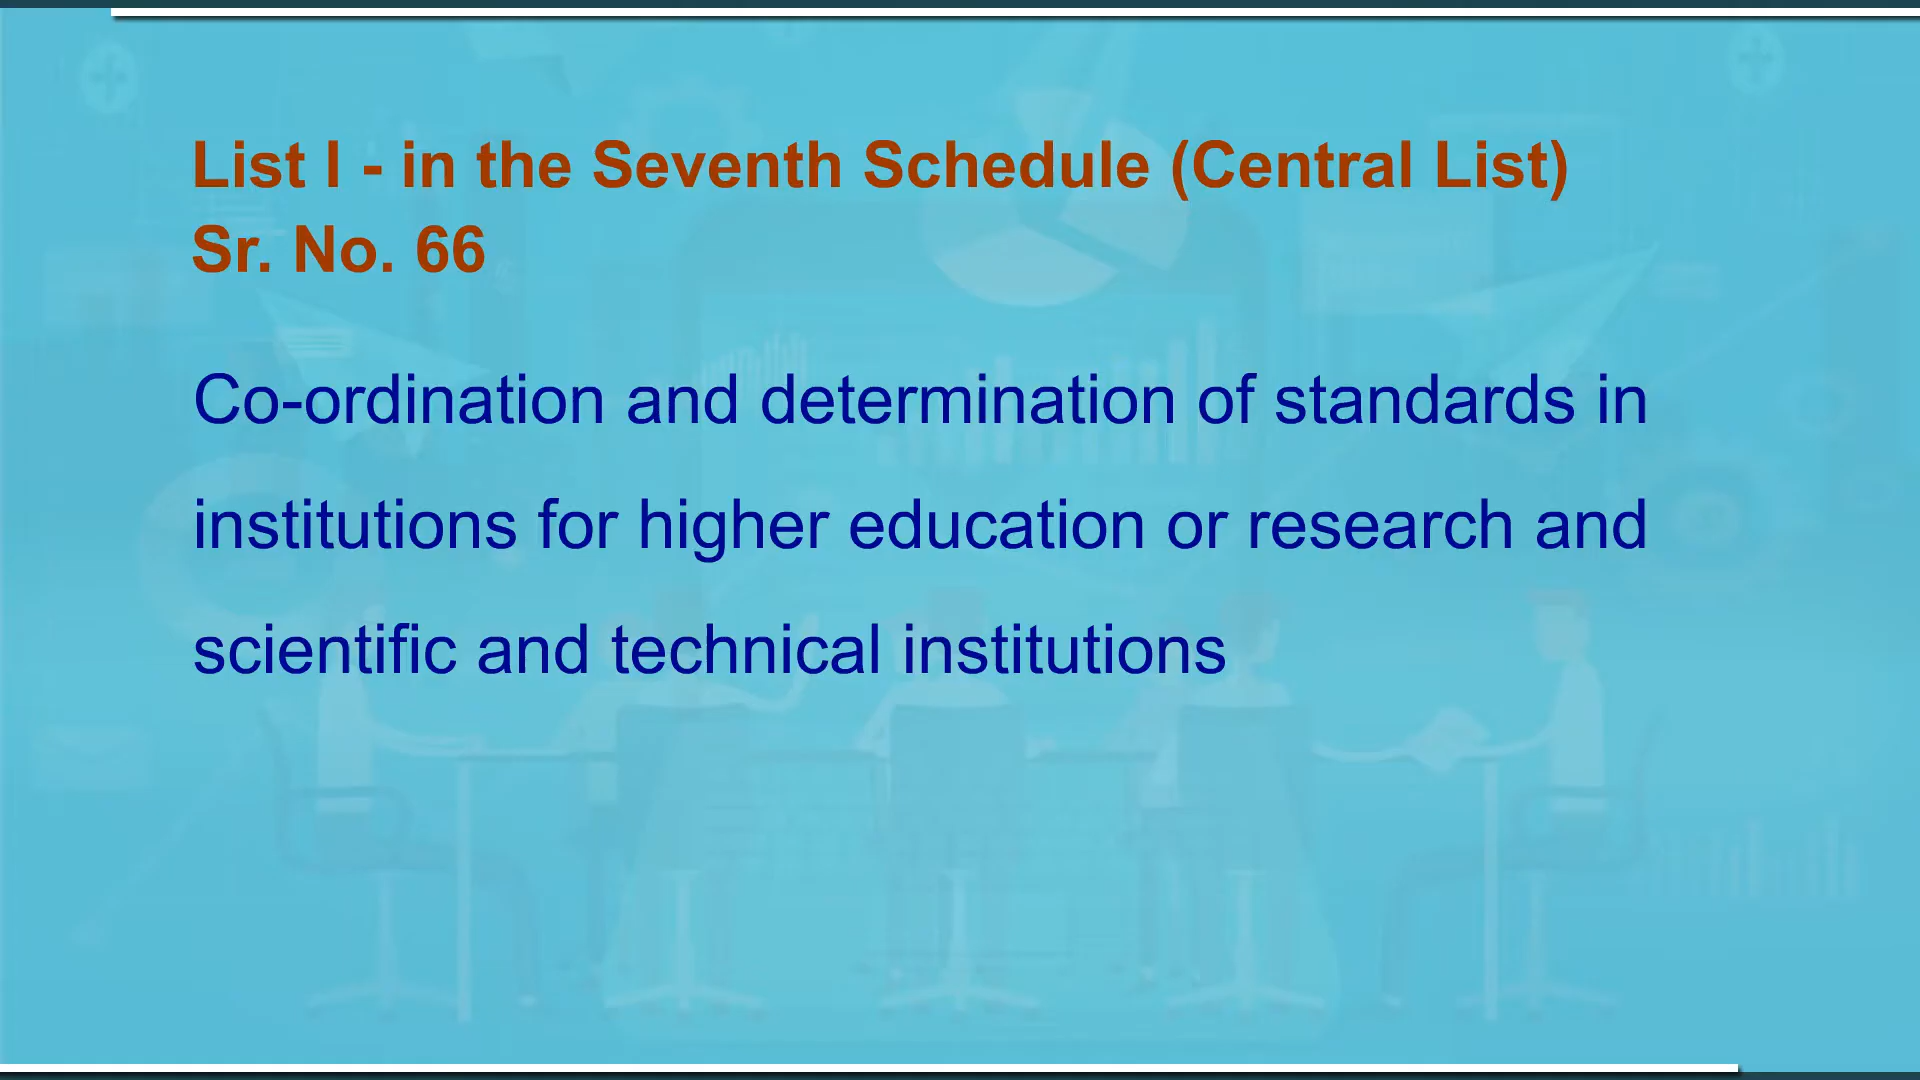 List I - in the Seventh Schedule (Central List)
Sr. No. 66
Co-ordination and determination of standards in
institutions for higher education or research and
scientific and technical institutions